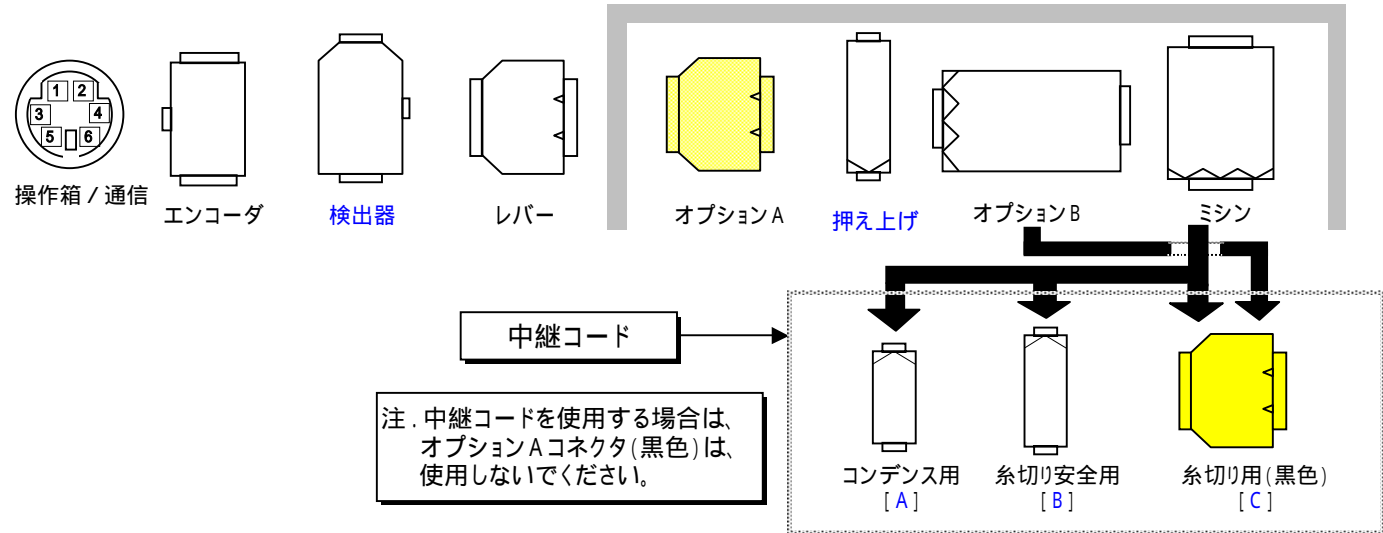 1 2
3 4
5 6
操作箱 / 通信
エンコーダ
検出器
レバー
オプションA
押え上げ
オプションB
ミシン
中継コード
注.中継コードを使用する場合は、
オプションAコネクタ(黒色)は、
使用しないでください。
コンデンス用
[A]
糸切り安全用
[B]
糸切り用(黒色)
[C]